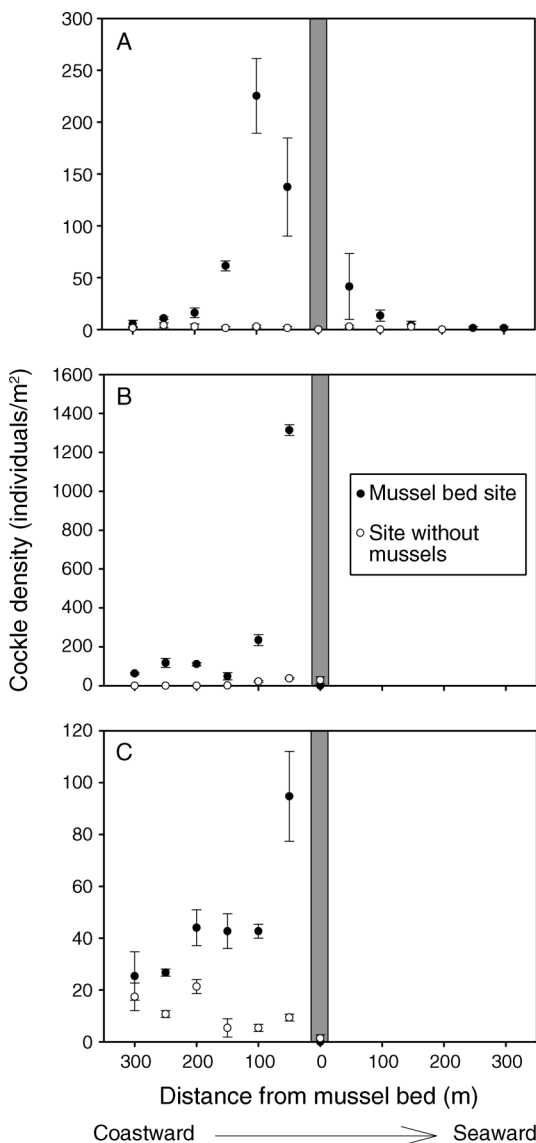 A
300
250
200
150
100
50
0
B
1600
1400
1200
1000
800
600
400
200
0
Mussel bed site
Site without
mussels
C
120
100
80
60
40
20
0
300 200 100 0 100 200 300
Cockle density (individuals/m²)
Distance from mussel bed (m)
Coastward Seaward